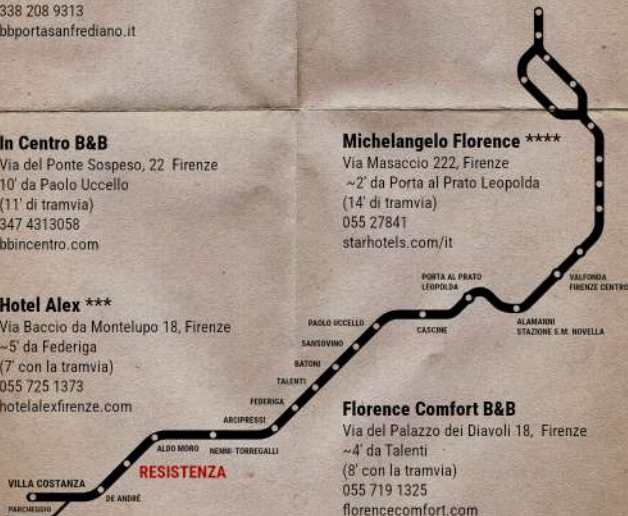 338 208 9313
bbportasanfrediano.it
In Centro B&B
Via del Ponte Sospeso, 22 Firenze
10' da Paolo Uccello
(11' di tramvia)
347 4313058
bbincentro.com
Hotel Alex ***
Via Baccio da Montelupo 18, Firenze
~5' da Federiga
(7' con la tramvia)
055 725 1373
hotelalexfirenze.com
Michelangelo Florence ****
Via Masaccio 222, Firenze
~2' da Porta al Prato Leopolda
(14' di tramvia)
055 27841
starhotels.com/it
Florence Comfort B&B
Via del Palazzo dei Diavoli 18, Firenze
~4' da Talenti
(8' con la tramvia)
055 719 1325
florencecomfort.com
VALFONDA
FIRENZE CENTRO
ALAMANNI
STAZIONE S.M. NOVELLA
PORTA AL PRATO
LEOPOLDA
CASCINE
PAOLO UCCELLO
SANSOVINO
BATONI
TALENTI
FEDERIGA
ARCIPRESSI
NENNI-TORREGALLI
ALDO MORO
RESISTENZA
DE ANDRÉ
VILLA COSTANZA
PARCHEGGIO